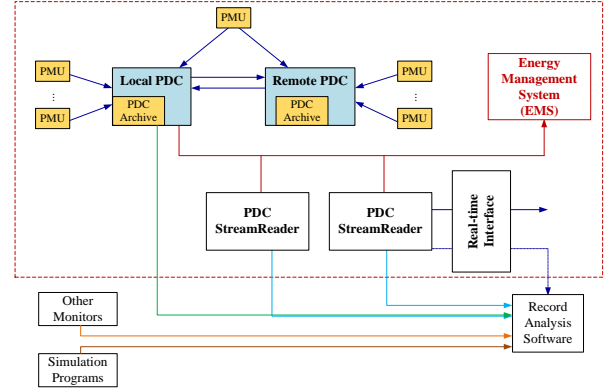 PMU
PMU
⋮
PMU
Local PDC
PDC
Archive
Remote PDC
PDC
Archive
PMU
⋮
PMU
Energy
Management
System
(EMS)
PDC
StreamReader
PDC
StreamReader
Real-time
Interface
Other
Monitors
Simulation
Programs
Record
Analysis
Software